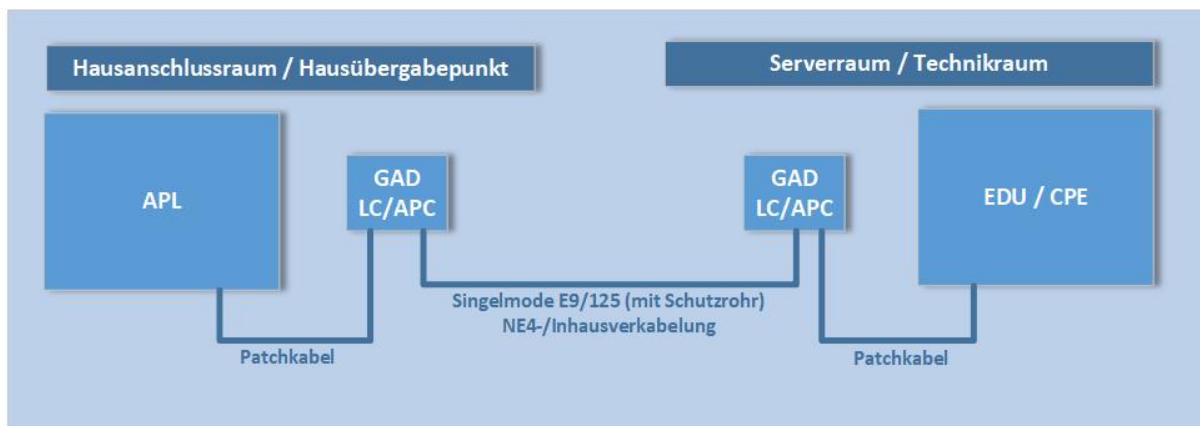 Hausanschlussraum / Hausübergabepunkt
Serverraum / Technikraum
APL
GAD
LC/APC
GAD
LC/APC
EDU / CPE
Singelmode E9/125 (mit Schutzrohr)
NE4-/Inhausverkabelung
Patchkabel
Patchkabel